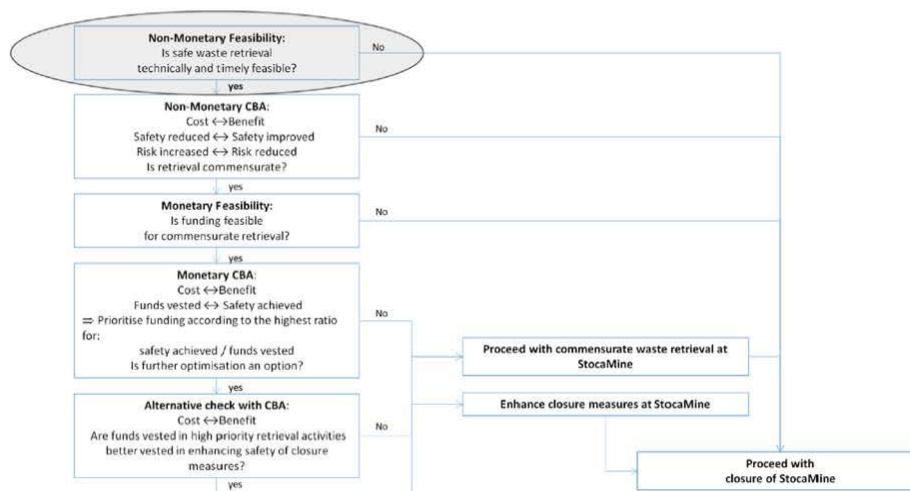 Non-Monetary Feasibility:
Is safe waste retrieval
technically and timely feasible?
No
yes
Non-Monetary CBA:
Cost ↔Benefit
Safety reduced ↔ Safety improved
Risk increased ↔ Risk reduced
Is retrieval commensurate?
No
yes
Monetary Feasibility:
Is funding feasible
for commensurate retrieval?
No
yes
Monetary CBA:
Cost ↔Benefit
Funds vested ↔ Safety achieved
⇒ Prioritise funding according to the highest ratio
for:
safety achieved / funds vested
Is further optimisation an option?
No
yes
Proceed with commensurate waste retrieval at
StocaMine
Enhance closure measures at StocaMine
Alternative check with CBA:
Cost ↔Benefit
Are funds vested in high priority retrieval activities
better vested in enhancing safety of closure
measures?
No
yes
Proceed with
closure of StocaMine